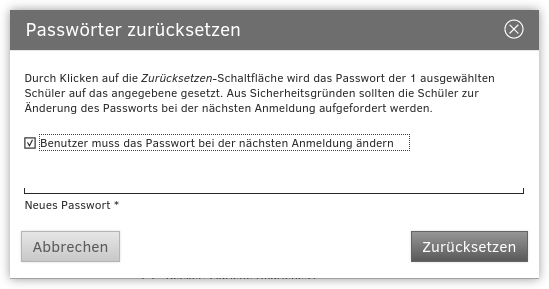 Passwörter zurücksetzen
Durch Klicken auf die Zurücksetzen-Schaltfläche wird das Passwort der 1 ausgewählten
Schüler auf das angegebene gesetzt. Aus Sicherheitsgründen sollten die Schüler zur
Änderung des Passworts bei der nächsten Anmeldung aufgefordert werden.
Benutzer muss das Passwort bei der nächsten Anmeldung ändern
Neues Passwort *
Abbrechen
Zurücksetzen